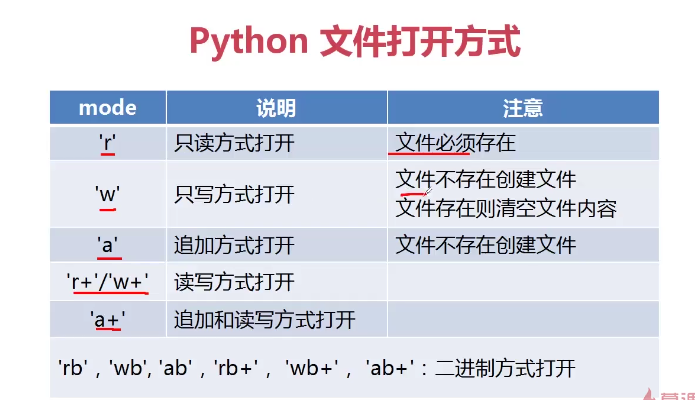 Python 文件打开方式
mode 说明 注意
'r' 只读方式打开 文件必须存在
'w' 只写方式打开 文件不存在创建文件
文件存在则清空文件内容
'a' 追加方式打开 文件不存在创建文件
'r+'/'w+' 读写方式打开
'a+' 追加和读写方式打开
'rb' , 'wb', 'ab' , 'rb+' , 'wb+' , 'ab+' : 二进制方式打开